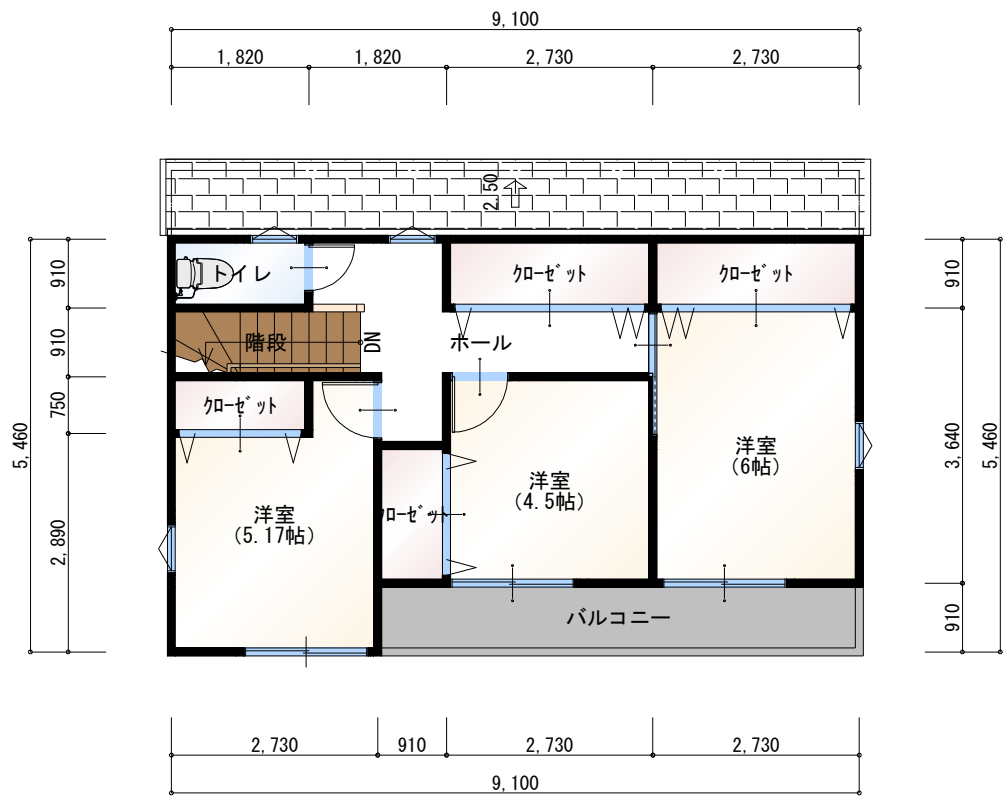 9,100
1,820
1,820
2,730
2,730
2.50
910
910
750
2,890
5,460
トイレ
クローゼット
クローゼット
階段
DN
ホール
クローゼット
洋室
(5.17帖)
クローゼット
洋室
(4.5帖)
洋室
(6帖)
バルコニー
910
3,640
910
5,460
2,730
910
2,730
2,730
9,100